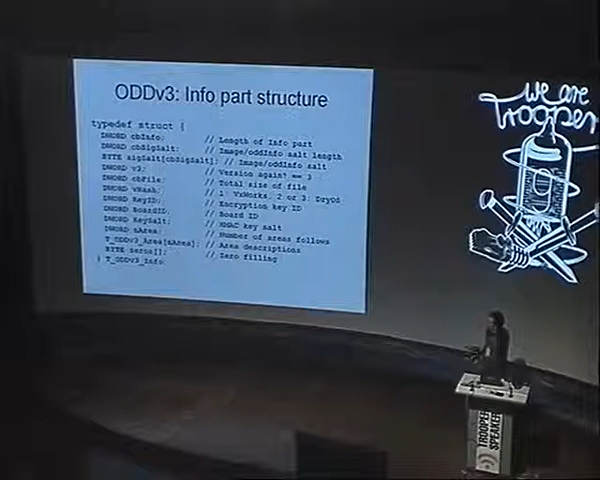 ODDv3: Info part structure
typedef struct {
DWORD cbInfo; // Length of Info part
DWORD cbSigSalt; // Image/oddInfo salt length
BYTE sigSalt[cbSigSalt]; // Image/oddInfo salt
DWORD v3; // Version again? == 3
DWORD cbFile; // Total size of file
DWORD vHash; // 1: VxWorks, 2 or 3: DryOS
DWORD KeyID; // Encryption key ID
DWORD BoardID; // Board ID
DWORD KeySalt; // HMAC key salt
DWORD nArea; // Number of areas follows
T_ODDv3_Area[nArea]; // Area descriptions
BYTE zeros[]; // Zero filling
} T_ODDv3_Info;
we are
Troopers
TROOPERS
SPEAKER